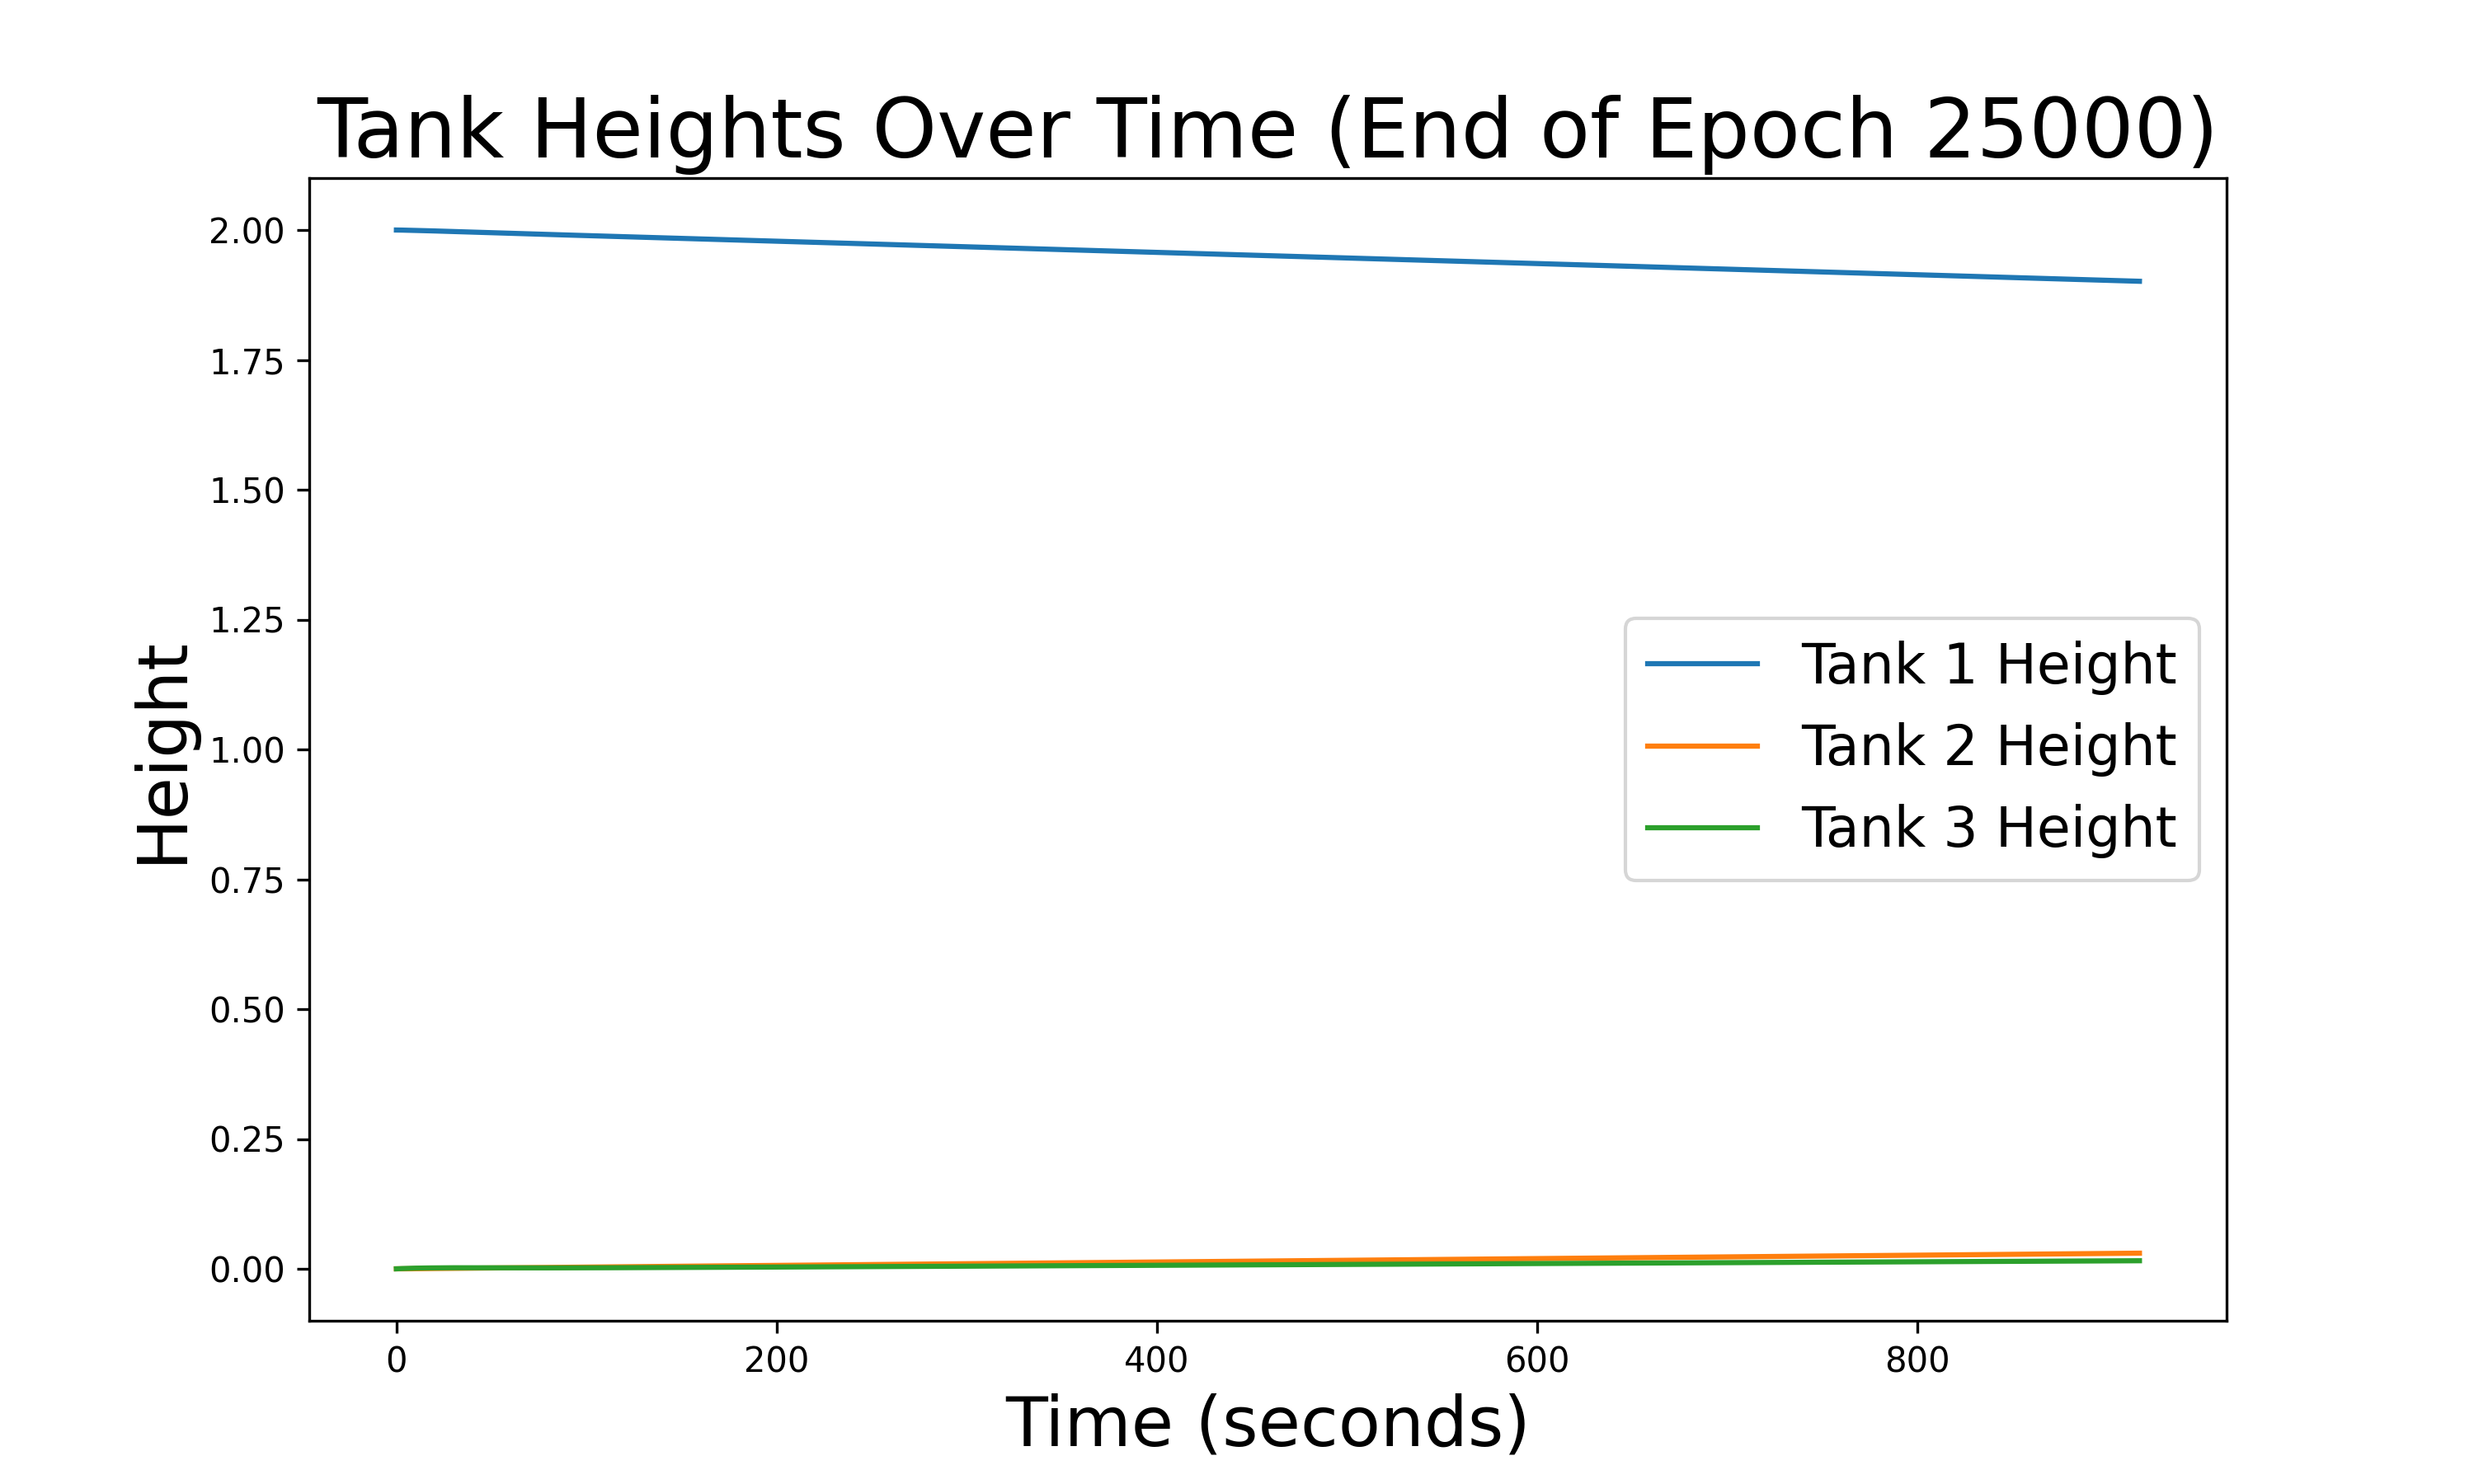 Tank Heights Over Time (End of Epoch 25000)
Height
2.00
1.75
1.50
1.25
1.00
0.75
0.50
0.25
0.00
Tank 1 Height
Tank 2 Height
Tank 3 Height
0 200 400 600 800
Time (seconds)